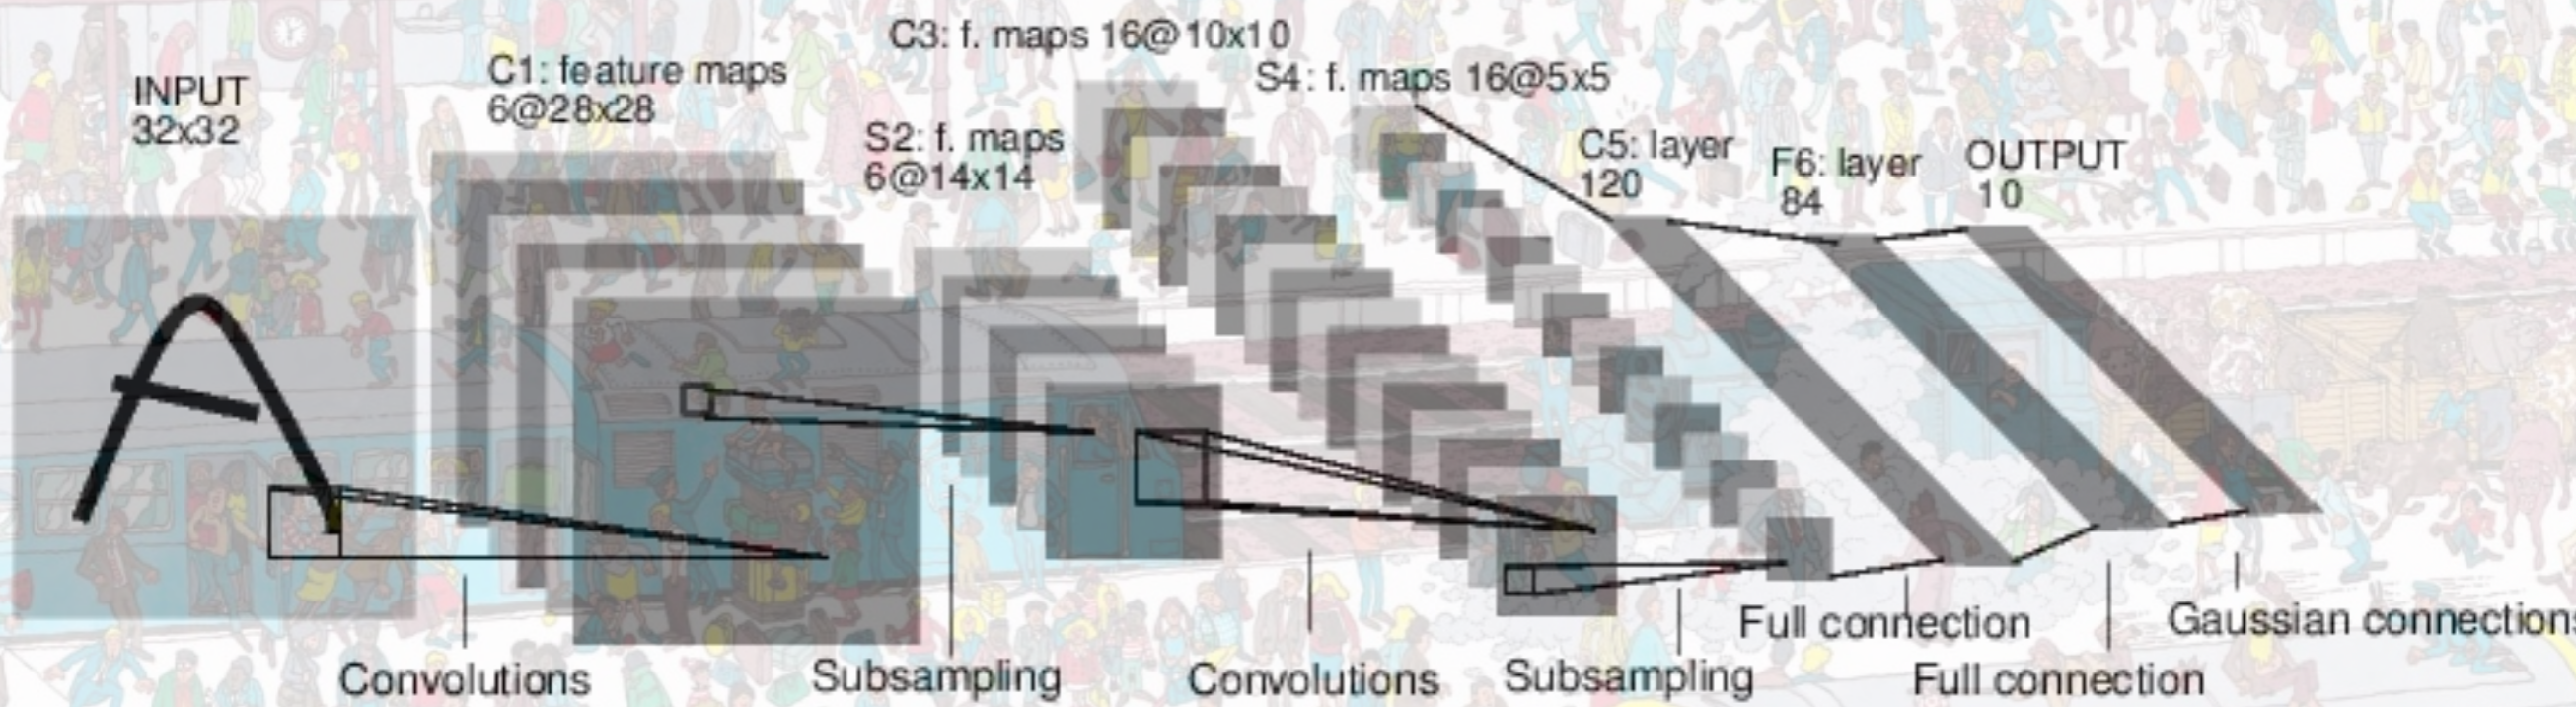 C3: f. maps 16@10x10
INPUT
32x32
C1: feature maps
6@28x28
S4: f. maps 16@5x5
S2: f. maps
6@14x14
C5: layer
120
F6: layer
84
OUTPUT
10
A
Convolutions
Subsampling
Convolutions
Subsampling
Full connection
Full connection
Gaussian connections